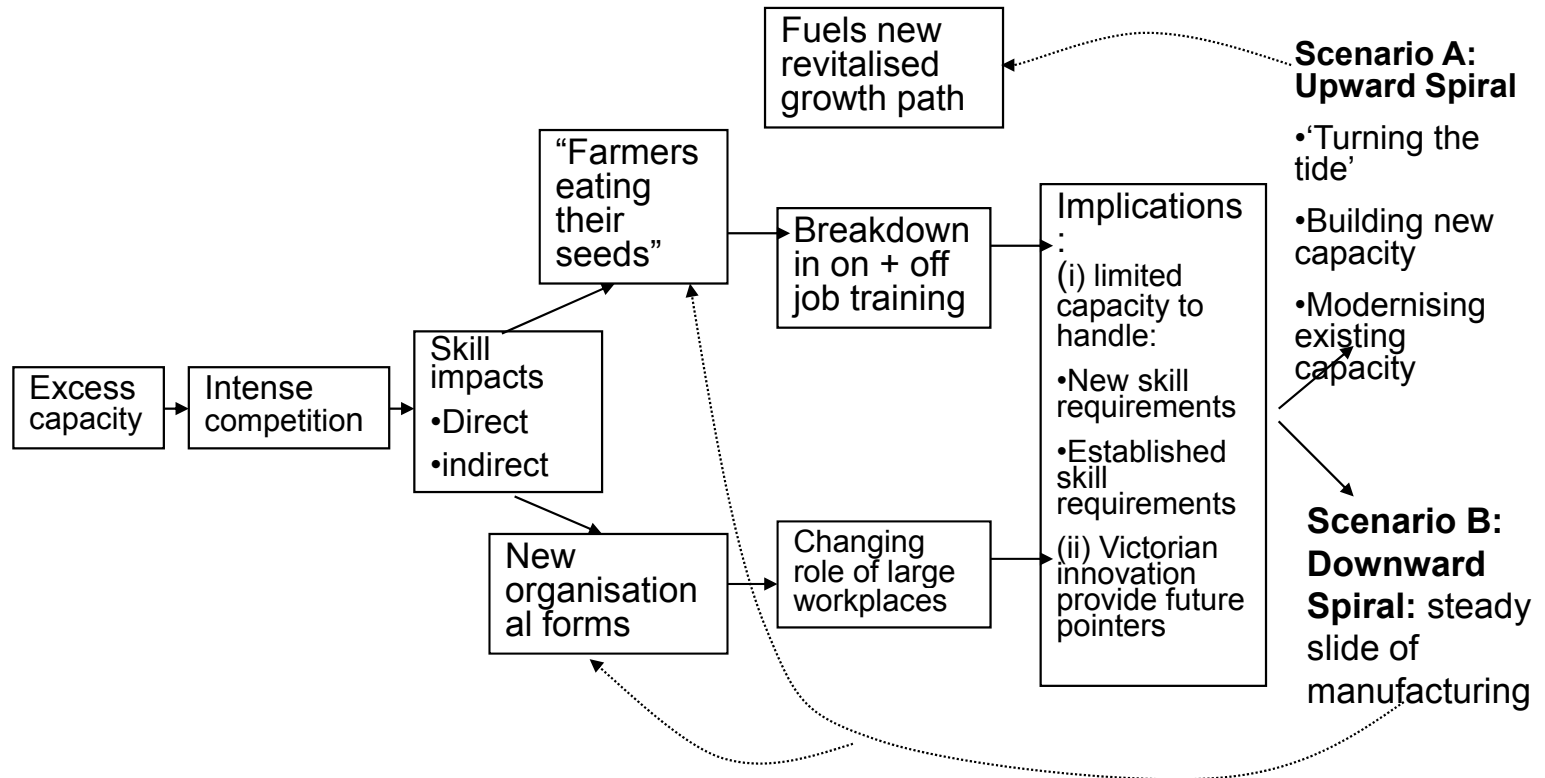 Fuels new
revitalised
growth path
Scenario A:
Upward Spiral
•‘Turning the
tide’
•Building new
capacity
•Modernising
existing
capacity
“Farmers
eating
their
seeds”
Breakdown
in on + off
job training
Implications
:
(i) limited
capacity to
handle:
•New skill
requirements
•Established
skill
requirements
(ii) Victorian
innovation
provide future
pointers
Skill
impacts
•Direct
•indirect
Excess
capacity
Intense
competition
New
organisation
al forms
Changing
role of large
workplaces
Scenario B:
Downward
Spiral: steady
slide of
manufacturing